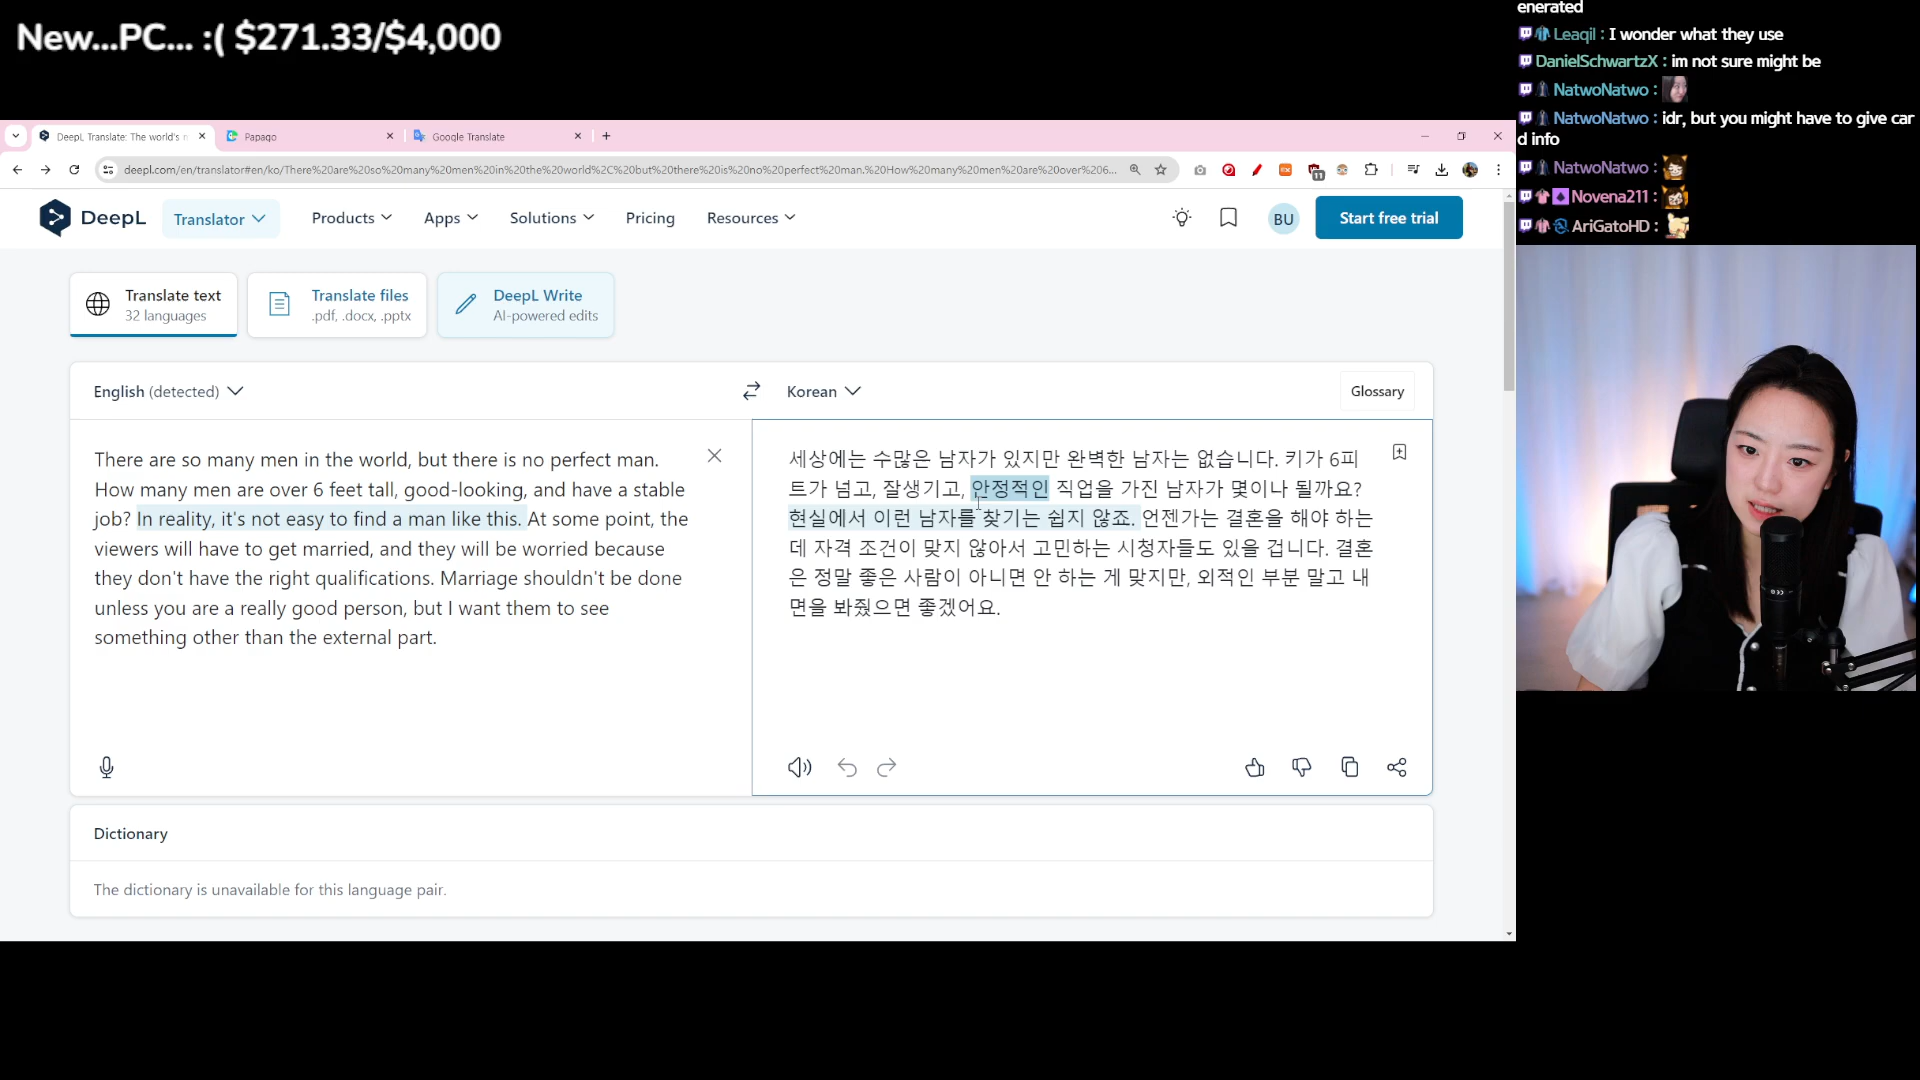 New...PC... :( $271.33/$4,000
enerated
Leaqil : I wonder what they use
DanielSchwartzX : im not sure might be
NatwoNatwo :
NatwoNatwo : idr, but you might have to give car
d info
NatwoNatwo :
Novena211 :
AriGatoHD :
DeepL Translate: The world's
Papago
Google Translate
deepl.com/en/translator#en/ko/There%20are%20so%20many%20men%20in%20the%20world%2C%20but%20there%20is%20no%20perfect%20man.How%20many%20men%20are%20over%206...
11
DeepL
Translator
Products
Apps
Solutions
Pricing
Resources
BU
Start free trial
Translate text
32 languages
Translate files
.pdf, .docx, .pptx
DeepL Write
AI-powered edits
English (detected)
Korean
Glossary
There are so many men in the world, but there is no perfect man.
How many men are over 6 feet tall, good-looking, and have a stable
job? In reality, it's not easy to find a man like this. At some point, the
viewers will have to get married, and they will be worried because
they don't have the right qualifications. Marriage shouldn't be done
unless you are a really good person, but I want them to see
something other than the external part.
세상에는 수많은 남자가 있지만 완벽한 남자는 없습니다. 키가 6피
트가 넘고, 잘생기고, 안정적인 직업을 가진 남자가 몇이나 될까요?
현실에서 이런 남자를 찾기는 쉽지 않죠. 언젠가는 결혼을 해야 하는
데 자격 조건이 맞지 않아서 고민하는 시청자들도 있을 겁니다. 결혼
은 정말 좋은 사람이 아니면 안 하는 게 맞지만, 외적인 부분 말고 내
면을 봐줬으면 좋겠어요.
Dictionary
The dictionary is unavailable for this language pair.